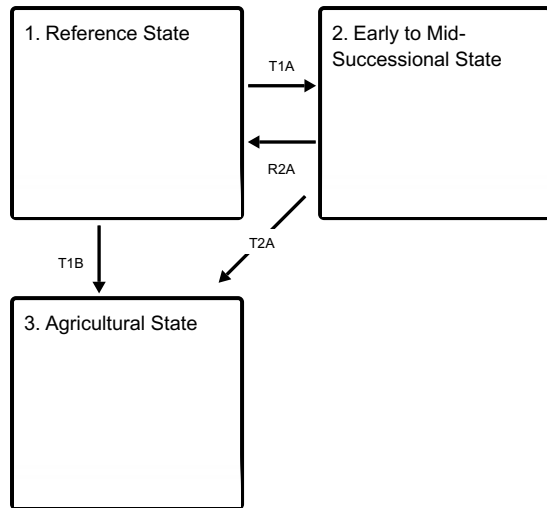 1. Reference State
2. Early to Mid-
Successional State
T1A
R2A
T2A
T1B
3. Agricultural State